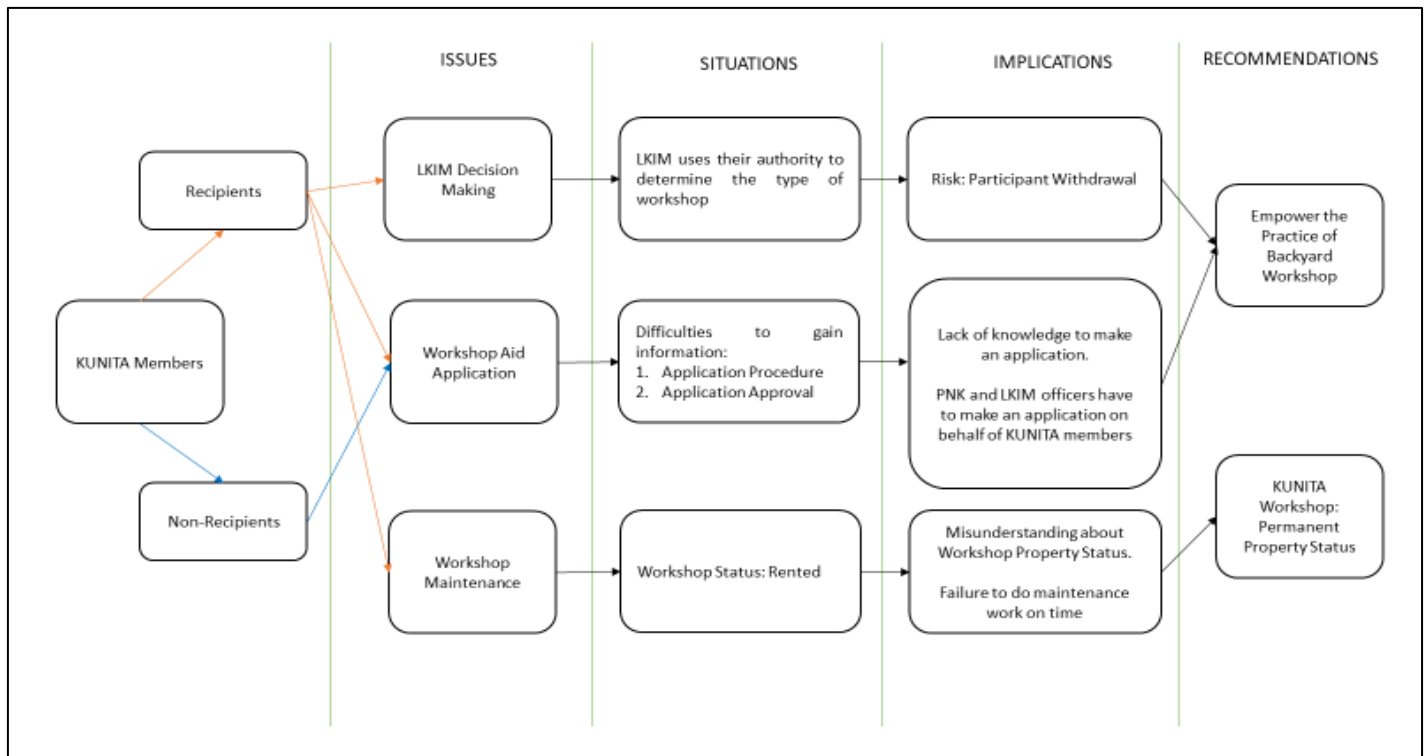 ISSUES
SITUATIONS
IMPLICATIONS
RECOMMENDATIONS
KUNITA Members
Recipients
Non-Recipients
LKIM Decision
Making
Workshop Aid
Application
Workshop
Maintenance
LKIM uses their authority to
determine the type of
workshop
Difficulties to gain
information:
1. Application Procedure
2. Application Approval
Workshop Status: Rented
Risk: Participant Withdrawal
Lack of knowledge to make
an application.
PNK and LKIM officers have
to make an application on
behalf of KUNITA members
Misunderstanding about
Workshop Property Status.
Failure to do maintenance
work on time
Empower the
Practice of
Backyard
Workshop
KUNITA
Workshop:
Permanent
Property Status